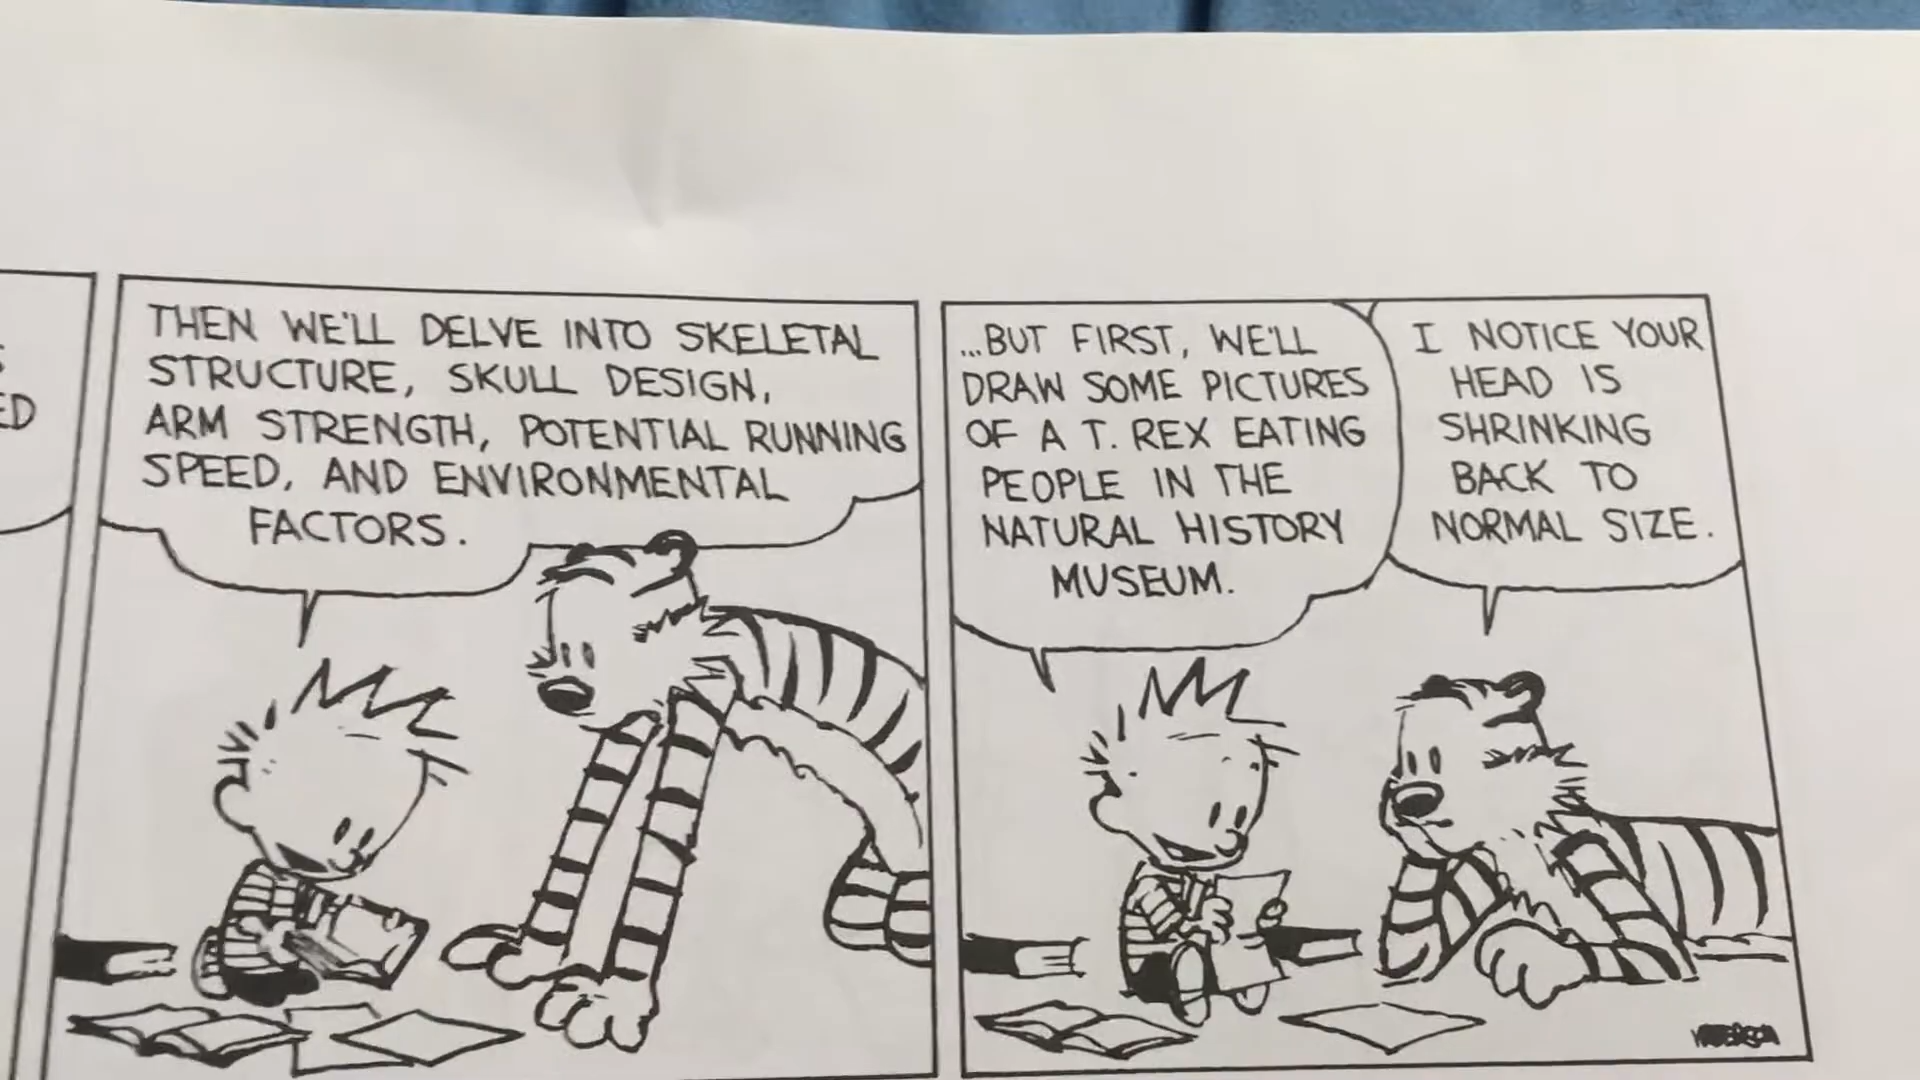 ED
THEN WE'LL DELVE INTO SKELETAL
STRUCTURE, SKULL DESIGN,
ARM STRENGTH, POTENTIAL RUNNING
SPEED, AND ENVIRONMENTAL
FACTORS.
...BUT FIRST, WE'LL
DRAW SOME PICTURES
OF A T. REX EATING
PEOPLE IN THE
NATURAL HISTORY
MUSEUM.
I NOTICE YOUR
HEAD IS
SHRINKING
BACK TO
NORMAL SIZE.
WATTERSON